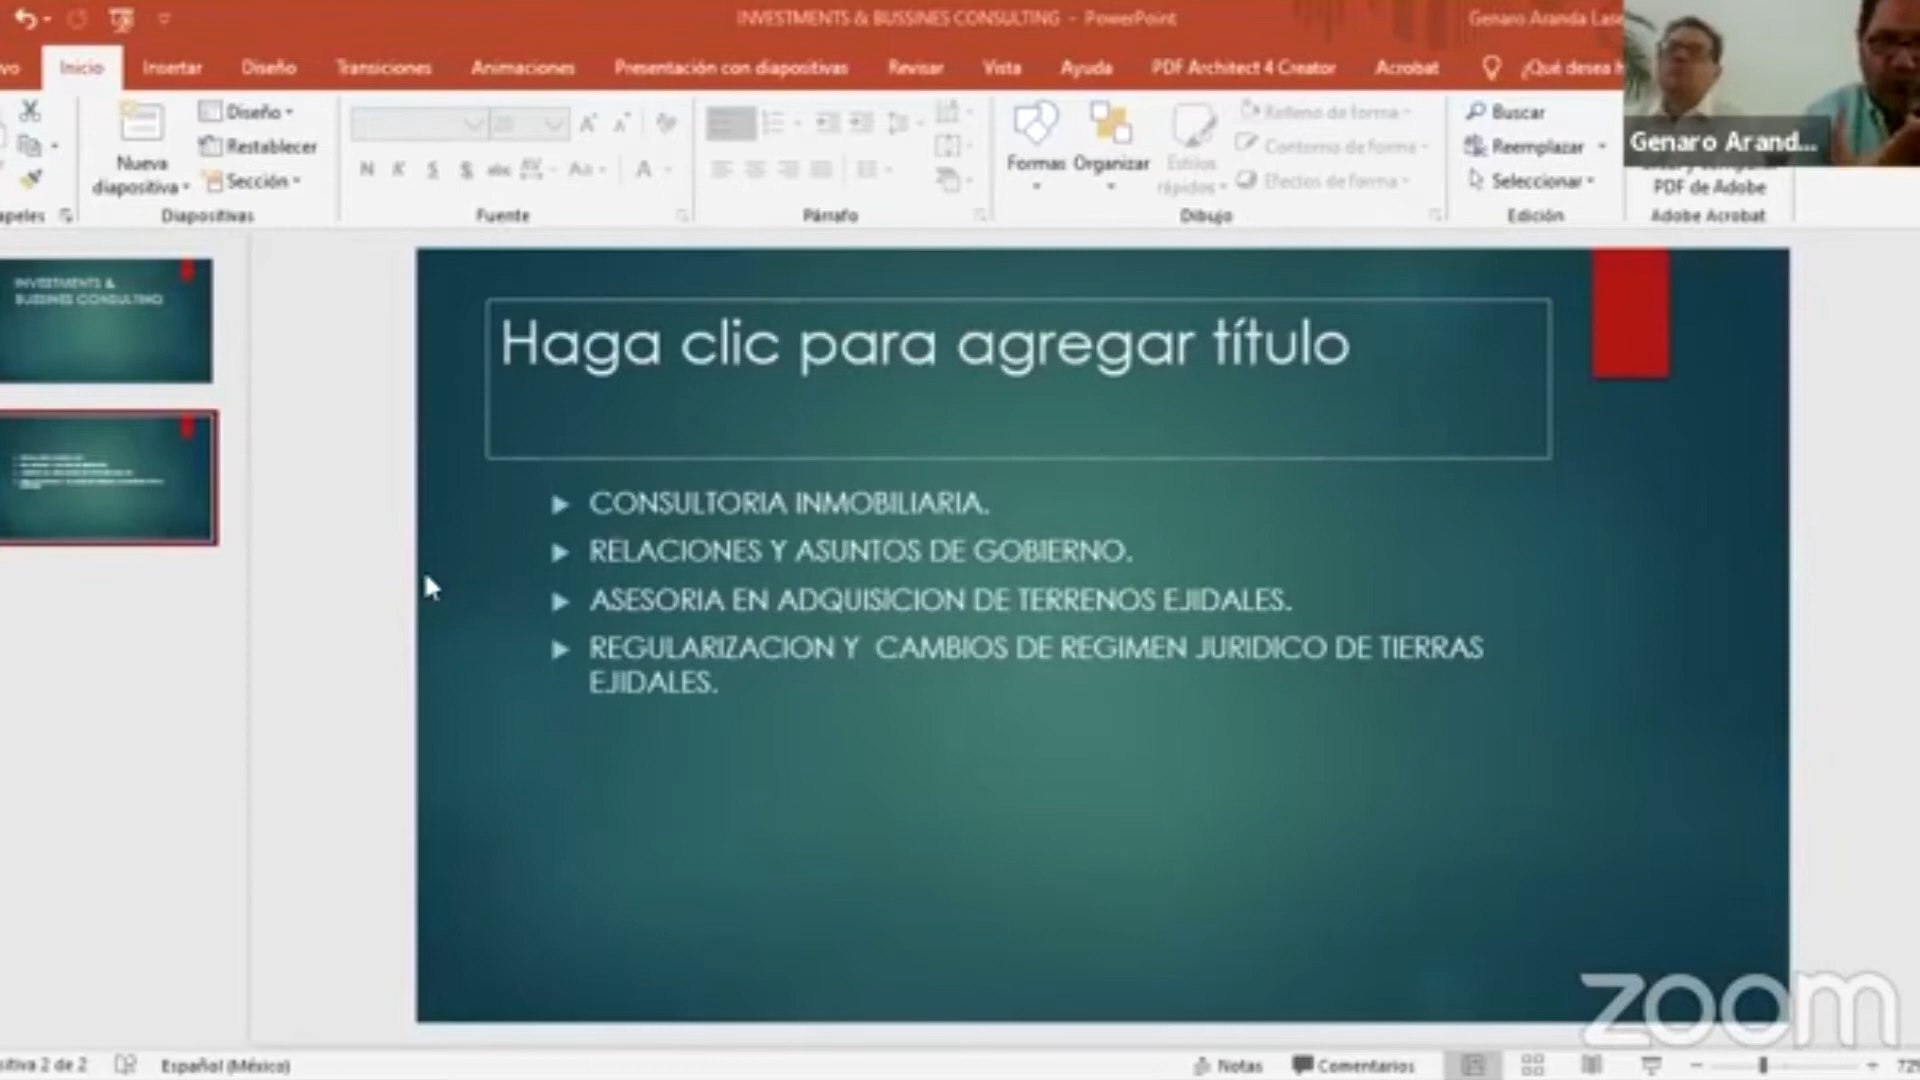 INVESTMENTS & BUSSINES CONSULTING - PowerPoint
Genaro Aranda
Inicio Insertar Diseño Transiciones Animaciones Presentación con diapositivas Revisar Vista Ayuda PDF Architect 4 Creator Acrobat ¿Qué desea
Genaro Arand...
Nueva diapositiva
Diseño
Restablecer
Sección
Diapositivas
N K S S abc AV Aa A
Fuente
Párrafo
Formas Organizar Estilos rápidos
Relleno de forma
Contorno de forma
Efectos de forma
Dibujo
Buscar
Reemplazar
Seleccionar
Edición
PDF de Adobe
Adobe Acrobat
INVESTMENTS &
BUSSINES CONSULTING
Haga clic para agregar título
CONSULTORIA INMOBILIARIA.
RELACIONES Y ASUNTOS DE GOBIERNO.
ASESORIA EN ADQUISICION DE TERRENOS EJIDALES.
REGULARIZACION Y CAMBIOS DE REGIMEN JURIDICO DE TIERRAS
EJIDALES.
zoom
2 de 2 Español (México) Notas Comentarios